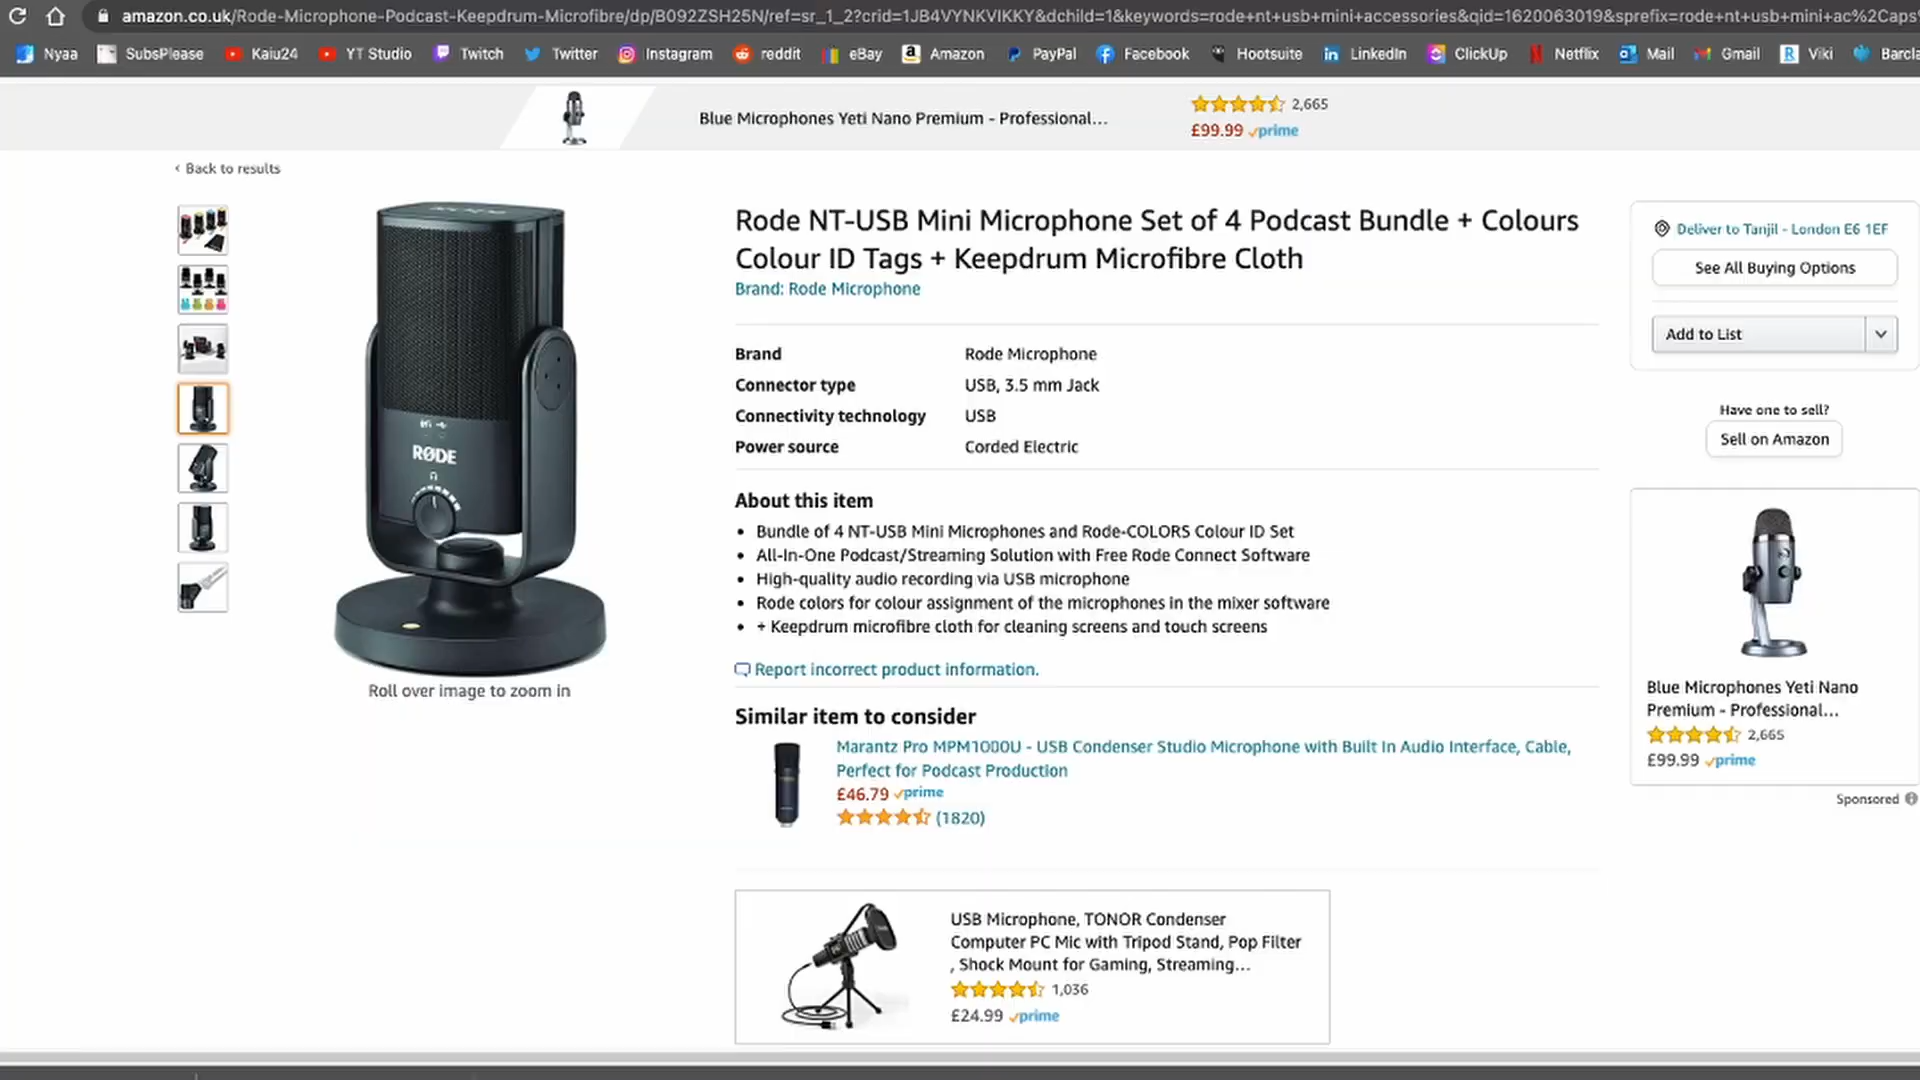 amazon.co.uk/Rode-Microphone-Podcast-Keepdrum-Microfibre/dp/B092ZSH25N/ref=sr_1_2?crid=1JB4VYNKVIKKY&dchild=1&keywords=rode+nt+usb+mini+accessories&qid=1620063019&sprefix=rode+nt+usb+mini+ac%2Caps
Nyaa SubsPlease Kaiu24 YT Studio Twitch Twitter Instagram reddit eBay Amazon PayPal Facebook Hootsuite LinkedIn ClickUp Netflix Mail Gmail Viki Barcla
Blue Microphones Yeti Nano Premium - Professional...
2,665
£99.99 prime
‹ Back to results
Rode NT-USB Mini Microphone Set of 4 Podcast Bundle + Colours
Colour ID Tags + Keepdrum Microfibre Cloth
Brand: Rode Microphone
Brand Rode Microphone
Connector type USB, 3.5 mm Jack
Connectivity technology USB
Power source Corded Electric
About this item
• Bundle of 4 NT-USB Mini Microphones and Rode-COLORS Colour ID Set
• All-In-One Podcast/Streaming Solution with Free Rode Connect Software
• High-quality audio recording via USB microphone
• Rode colors for colour assignment of the microphones in the mixer software
• + Keepdrum microfibre cloth for cleaning screens and touch screens
Report incorrect product information.
RØDE
Roll over image to zoom in
Similar item to consider
Marantz Pro MPM1000U - USB Condenser Studio Microphone with Built In Audio Interface, Cable,
Perfect for Podcast Production
£46.79 prime
(1820)
USB Microphone, TONOR Condenser
Computer PC Mic with Tripod Stand, Pop Filter
, Shock Mount for Gaming, Streaming...
1,036
£24.99 prime
Deliver to Tanjil - London E6 1EF
See All Buying Options
Add to List
Have one to sell?
Sell on Amazon
Blue Microphones Yeti Nano
Premium - Professional...
2,665
£99.99 prime
Sponsored